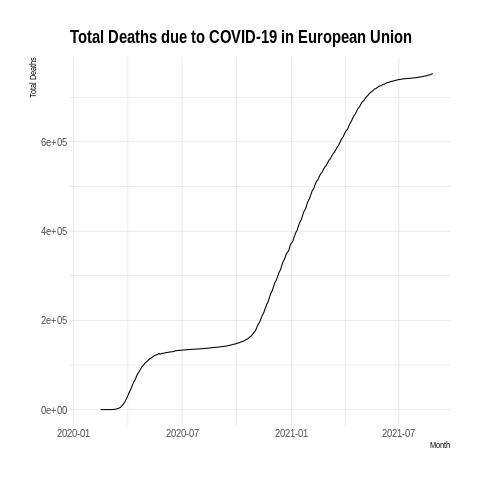 Total Deaths due to COVID-19 in European Union
Total Deaths
6e+05
4e+05
2e+05
0e+00
2020-01 2020-07 2021-01 2021-07
Month